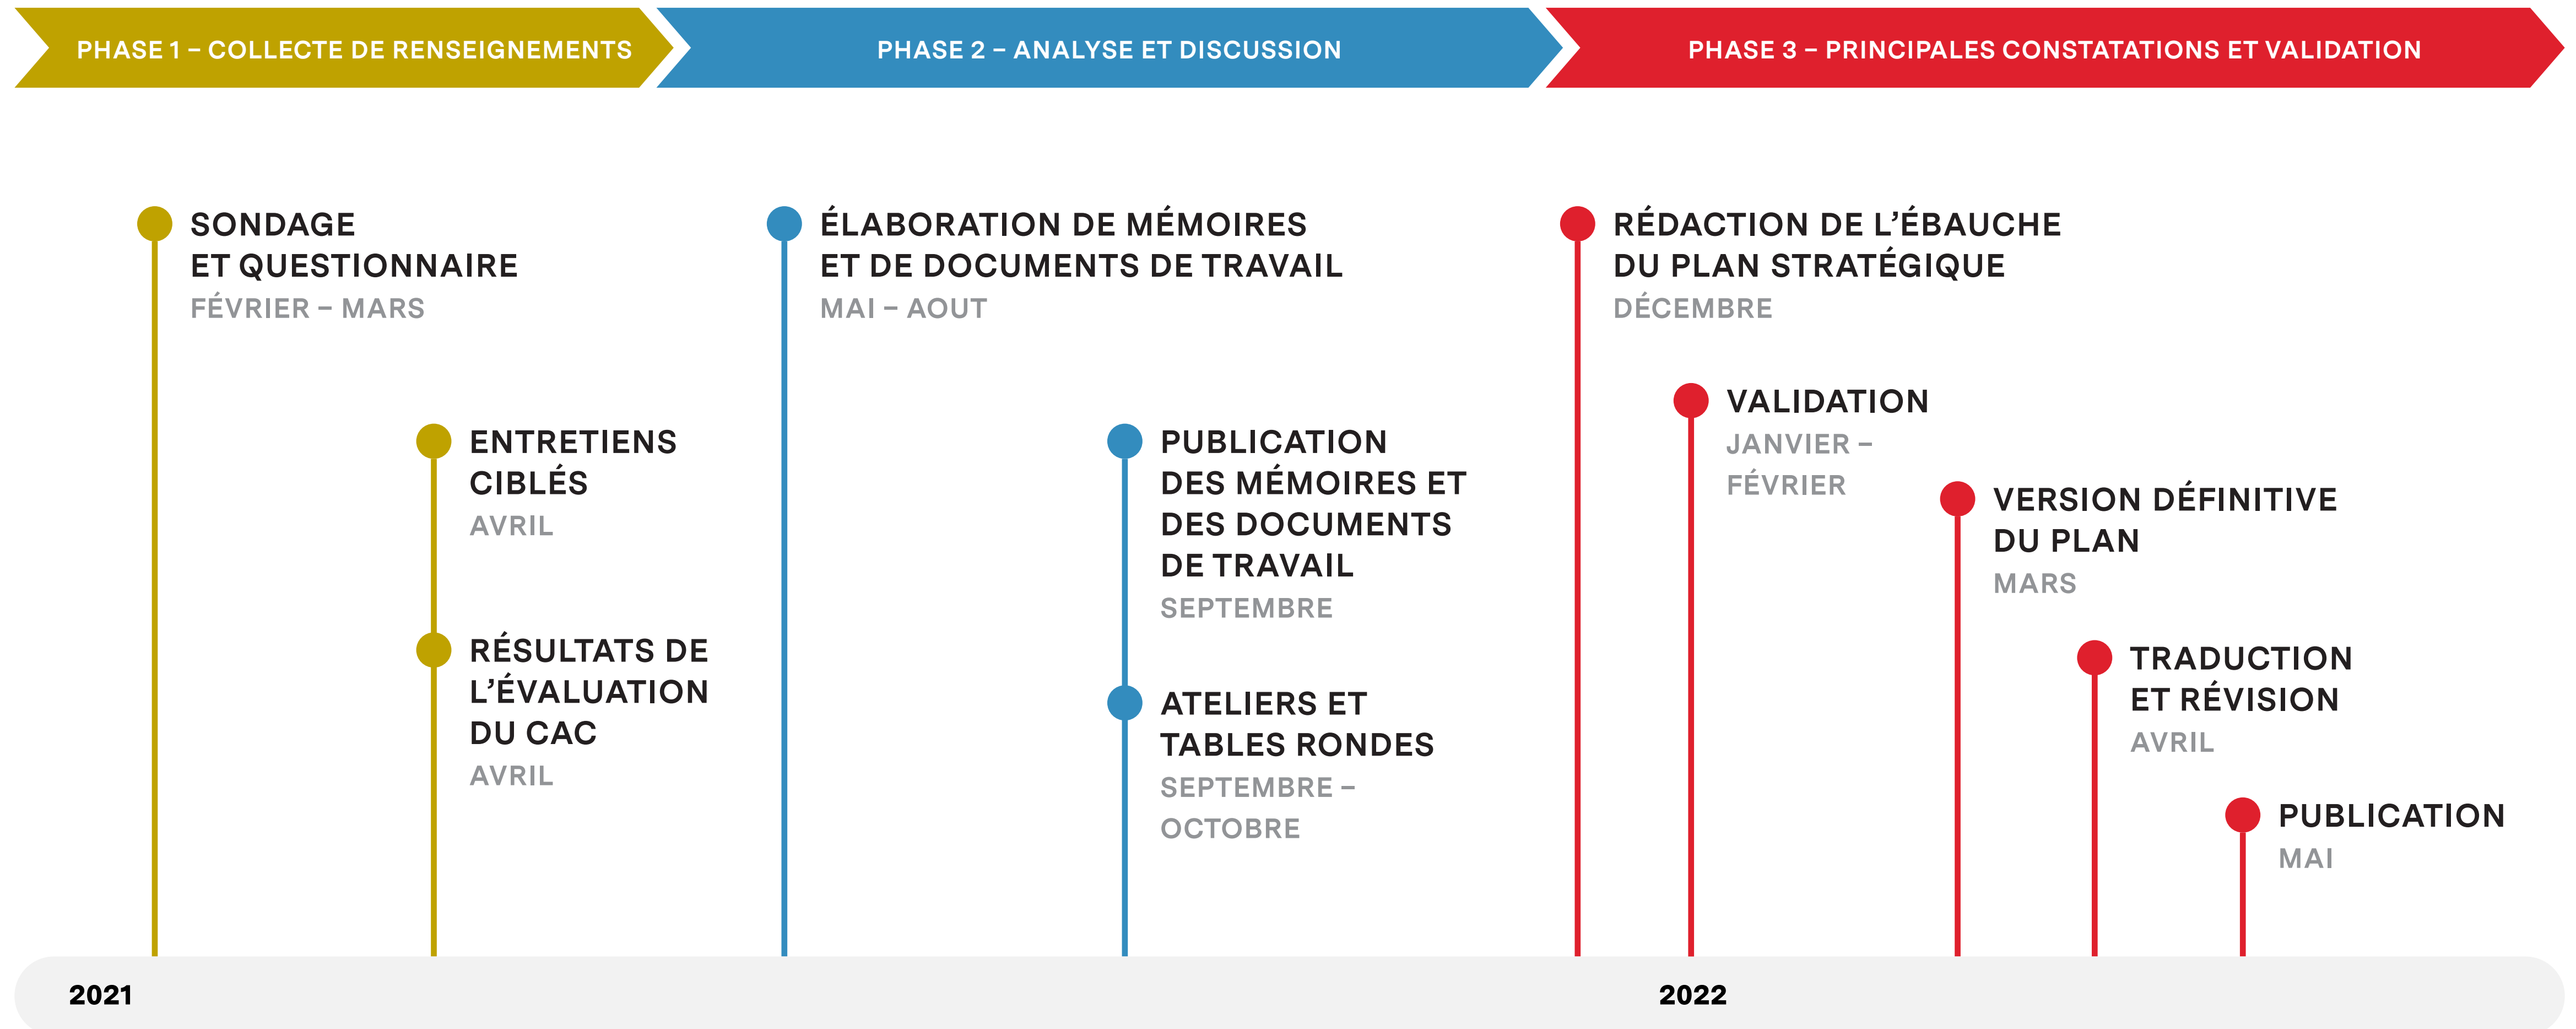 PHASE 1 – COLLECTE DE RENSEIGNEMENTS
PHASE 2 – ANALYSE ET DISCUSSION
PHASE 3 – PRINCIPALES CONSTATATIONS ET VALIDATION
SONDAGE
ET QUESTIONNAIRE
FÉVRIER – MARS
ENTRETIENS
CIBLÉS
AVRIL
RÉSULTATS DE
L’ÉVALUATION
DU CAC
AVRIL
ÉLABORATION DE MÉMOIRES
ET DE DOCUMENTS DE TRAVAIL
MAI – AOUT
PUBLICATION
DES MÉMOIRES ET
DES DOCUMENTS
DE TRAVAIL
SEPTEMBRE
ATELIERS ET
TABLES RONDES
SEPTEMBRE –
OCTOBRE
RÉDACTION DE L’ÉBAUCHE
DU PLAN STRATÉGIQUE
DÉCEMBRE
VALIDATION
JANVIER –
FÉVRIER
VERSION DÉFINITIVE
DU PLAN
MARS
TRADUCTION
ET RÉVISION
AVRIL
PUBLICATION
MAI
2021
2022